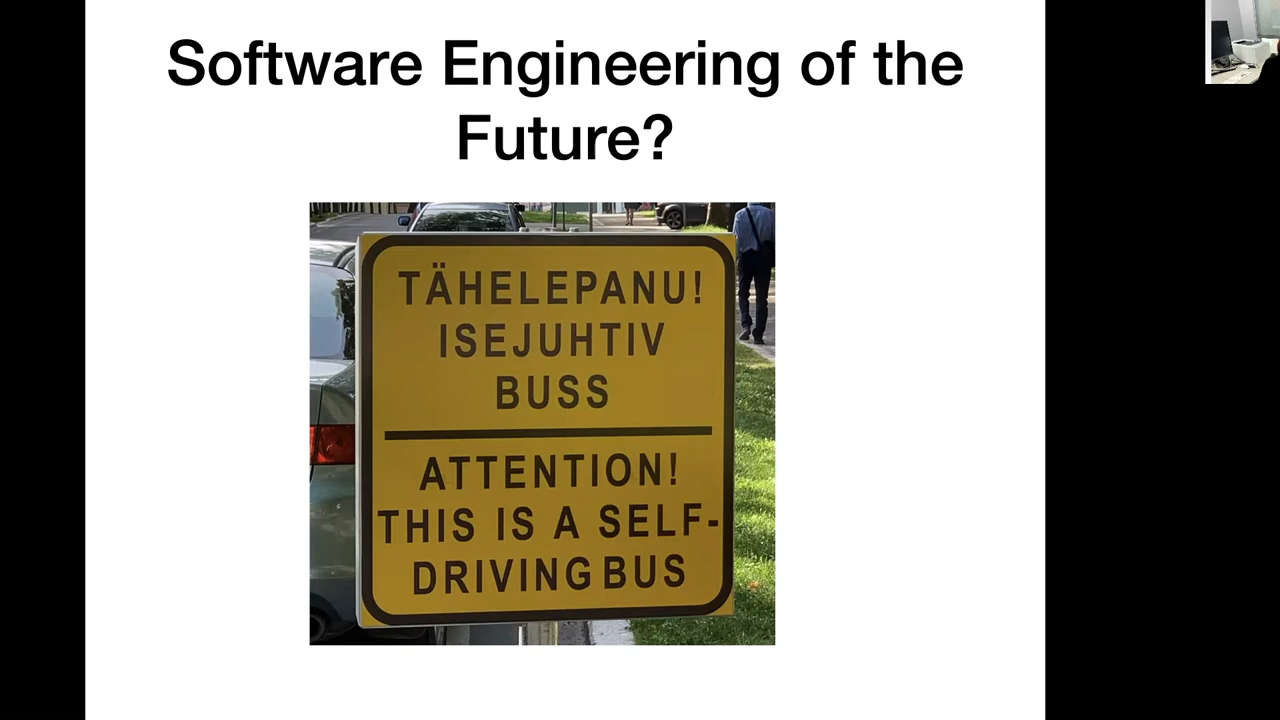 Software Engineering of the
Future?
TÄHELEPANU!
ISEJUHTIV
BUSS
ATTENTION!
THIS IS A SELF-
DRIVING BUS